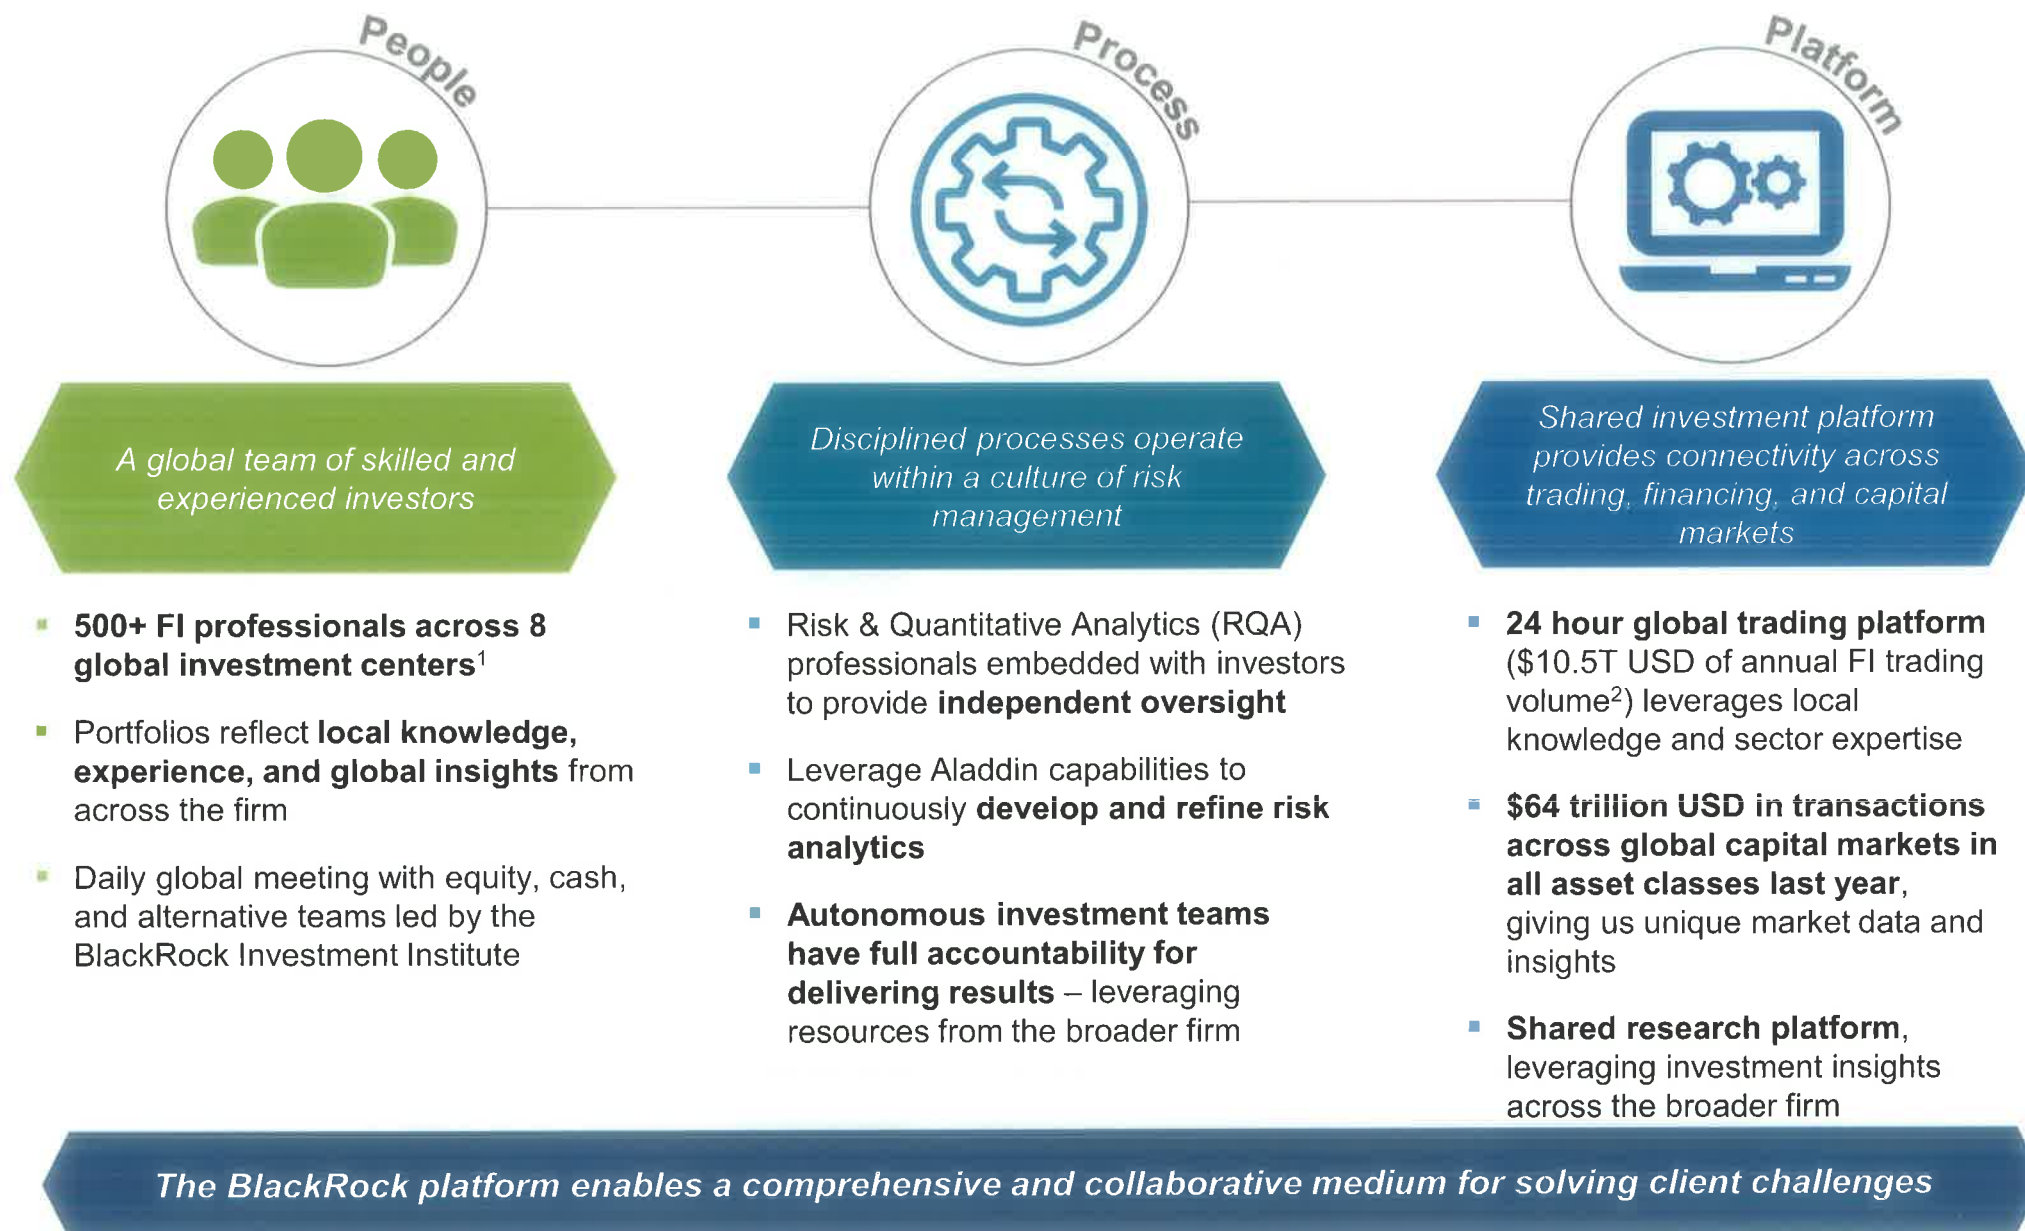 People
A global team of skilled and
experienced investors
▪ 500+ FI professionals across 8
global investment centers¹
▪ Portfolios reflect local knowledge,
experience, and global insights from
across the firm
▪ Daily global meeting with equity, cash,
and alternative teams led by the
BlackRock Investment Institute
Process
Disciplined processes operate
within a culture of risk
management
▪ Risk & Quantitative Analytics (RQA)
professionals embedded with investors
to provide independent oversight
▪ Leverage Aladdin capabilities to
continuously develop and refine risk
analytics
▪ Autonomous investment teams
have full accountability for
delivering results – leveraging
resources from the broader firm
Platform
Shared investment platform
provides connectivity across
trading, financing, and capital
markets
▪ 24 hour global trading platform
($10.5T USD of annual FI trading
volume²) leverages local
knowledge and sector expertise
▪ $64 trillion USD in transactions
across global capital markets in
all asset classes last year,
giving us unique market data and
insights
▪ Shared research platform,
leveraging investment insights
across the broader firm
The BlackRock platform enables a comprehensive and collaborative medium for solving client challenges